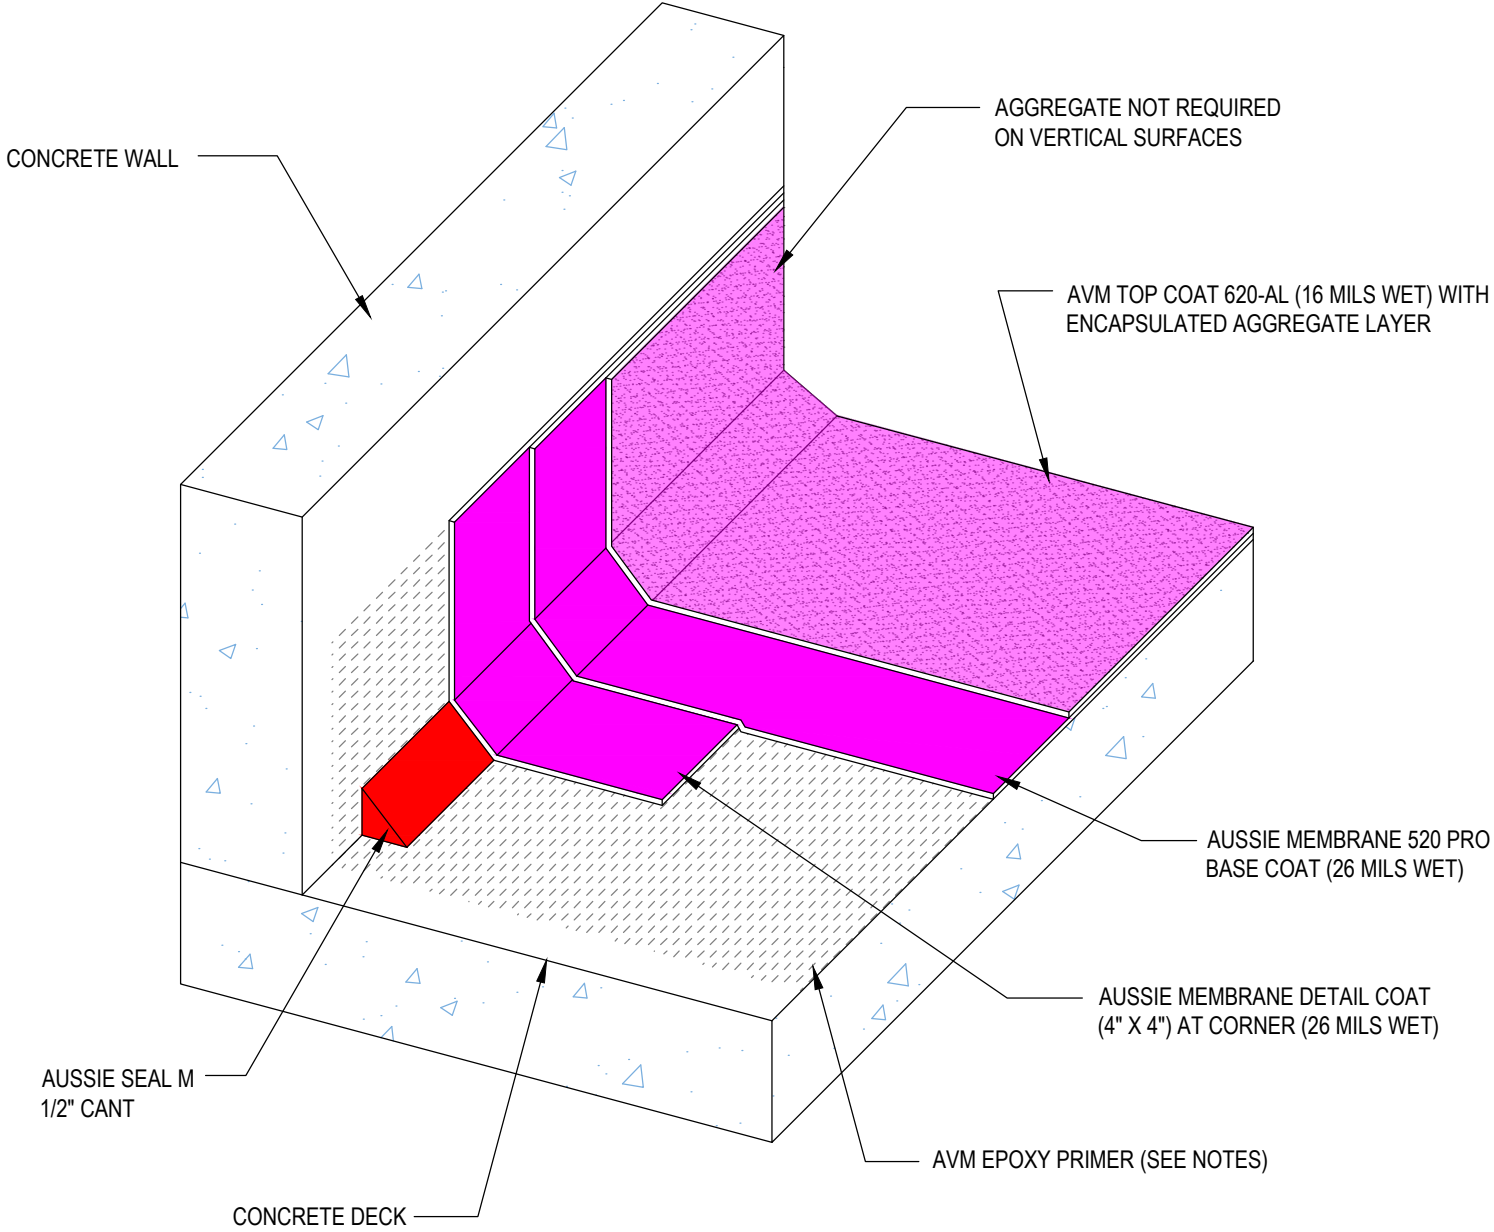 AGGREGATE NOT REQUIRED
ON VERTICAL SURFACES
CONCRETE WALL
AVM TOP COAT 620-AL (16 MILS WET) WITH
ENCAPSULATED AGGREGATE LAYER
AUSSIE MEMBRANE 520 PRO
BASE COAT (26 MILS WET)
AUSSIE MEMBRANE DETAIL COAT
(4" X 4") AT CORNER (26 MILS WET)
AUSSIE SEAL M
1/2" CANT
AVM EPOXY PRIMER (SEE NOTES)
CONCRETE DECK